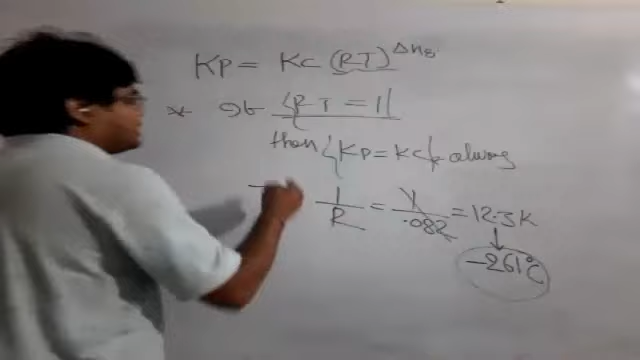 KP = KC (RT)^Δng
* If RT = 1
then KP = KC always
T 1/R = 1/.082 = 12.3 K
-261°C